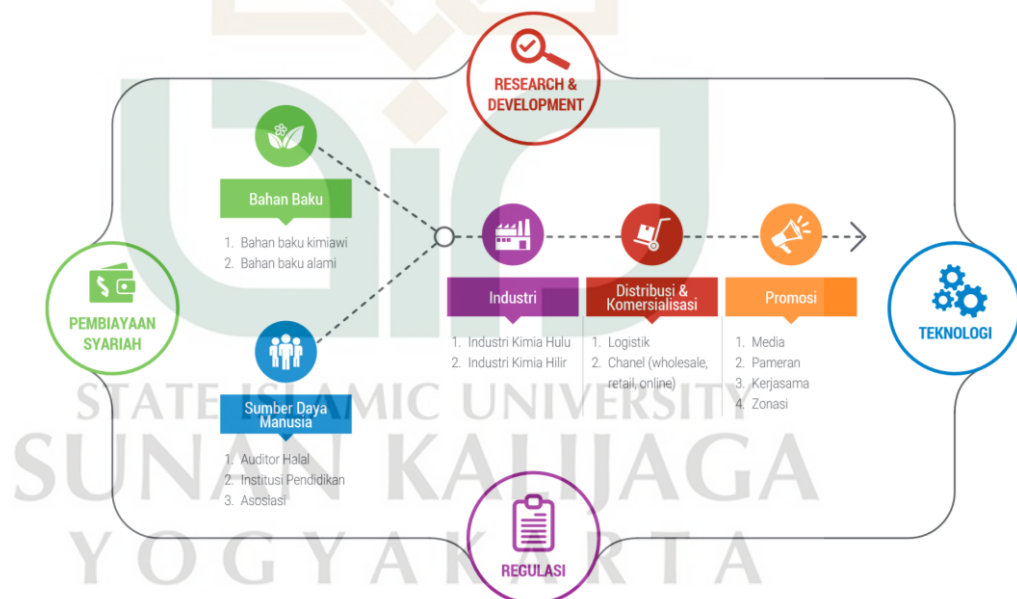 RESEARCH &
DEVELOPMENT
Bahan Baku
1. Bahan baku kimiawi
2. Bahan baku alami
PEMBIAYAAN
SYARIAH
Sumber Daya
Manusia
1. Auditor Halal
2. Institusi Pendidikan
3. Asosiasi
Industri
1. Industri Kimia Hulu
2. Industri Kimia Hilir
Distribusi &
Komersialisasi
1. Logistik
2. Chanel (wholesale,
retail, online)
Promosi
1. Media
2. Pameran
3. Kerjasama
4. Zonasi
TEKNOLOGI
REGULASI
STATE ISLAMIC UNIVERSITY
SUNAN KALIJAGA
YOGYAKARTA